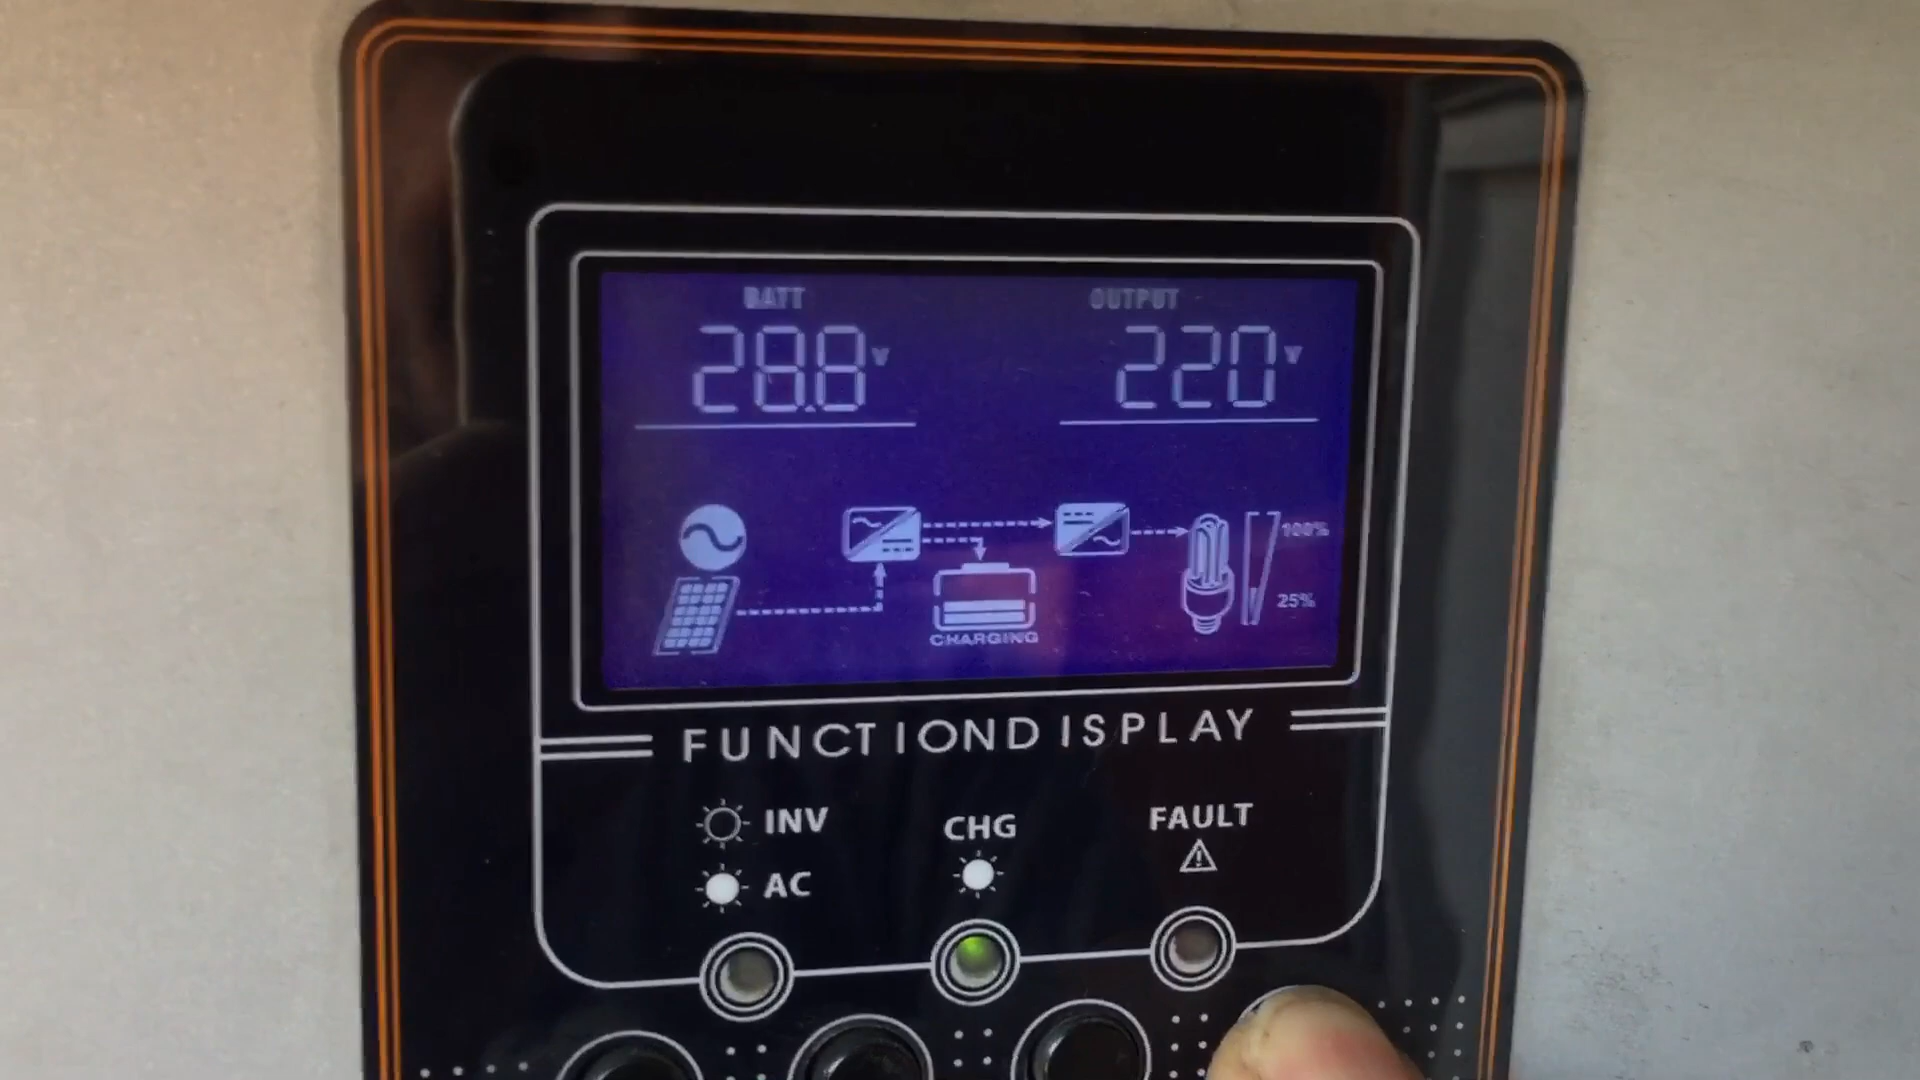 BATT OUTPUT
28.8V 220V
100%
25%
CHARGING
FUNCTIONDISPLAY
INV CHG FAULT
AC